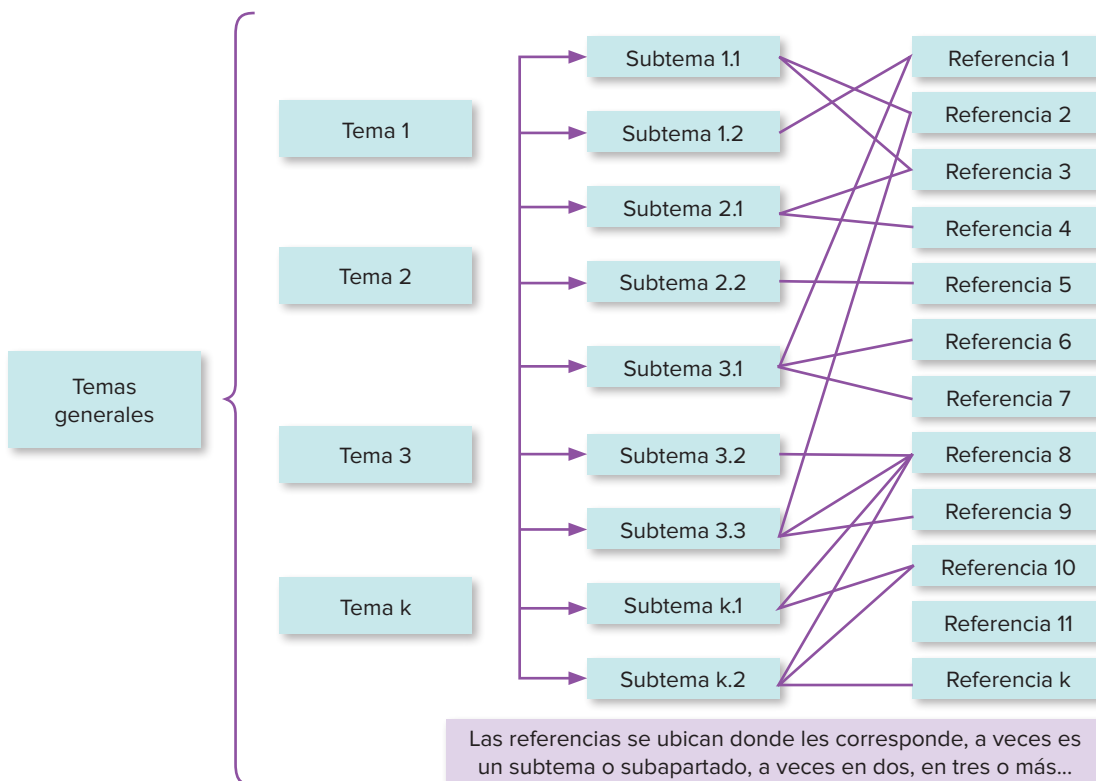 Temas
generales
Tema 1
Tema 2
Tema 3
Tema k
Subtema 1.1
Subtema 1.2
Subtema 2.1
Subtema 2.2
Subtema 3.1
Subtema 3.2
Subtema 3.3
Subtema k.1
Subtema k.2
Referencia 1
Referencia 2
Referencia 3
Referencia 4
Referencia 5
Referencia 6
Referencia 7
Referencia 8
Referencia 9
Referencia 10
Referencia 11
Referencia k
Las referencias se ubican donde les corresponde, a veces es
un subtema o subapartado, a veces en dos, en tres o más...